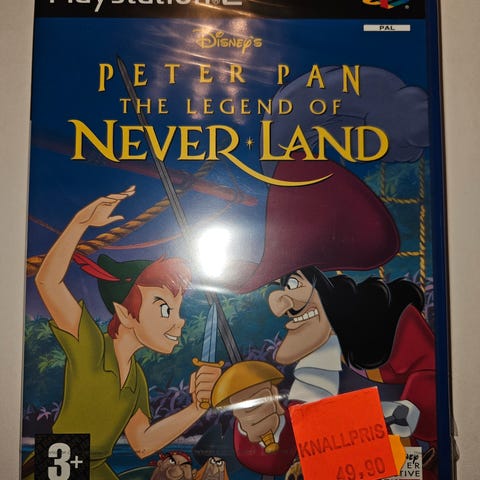 PlayStation 2
PAL
Disney's
PETER PAN
THE LEGEND OF
NEVER LAND
KNALLPRIS
49,90
3+